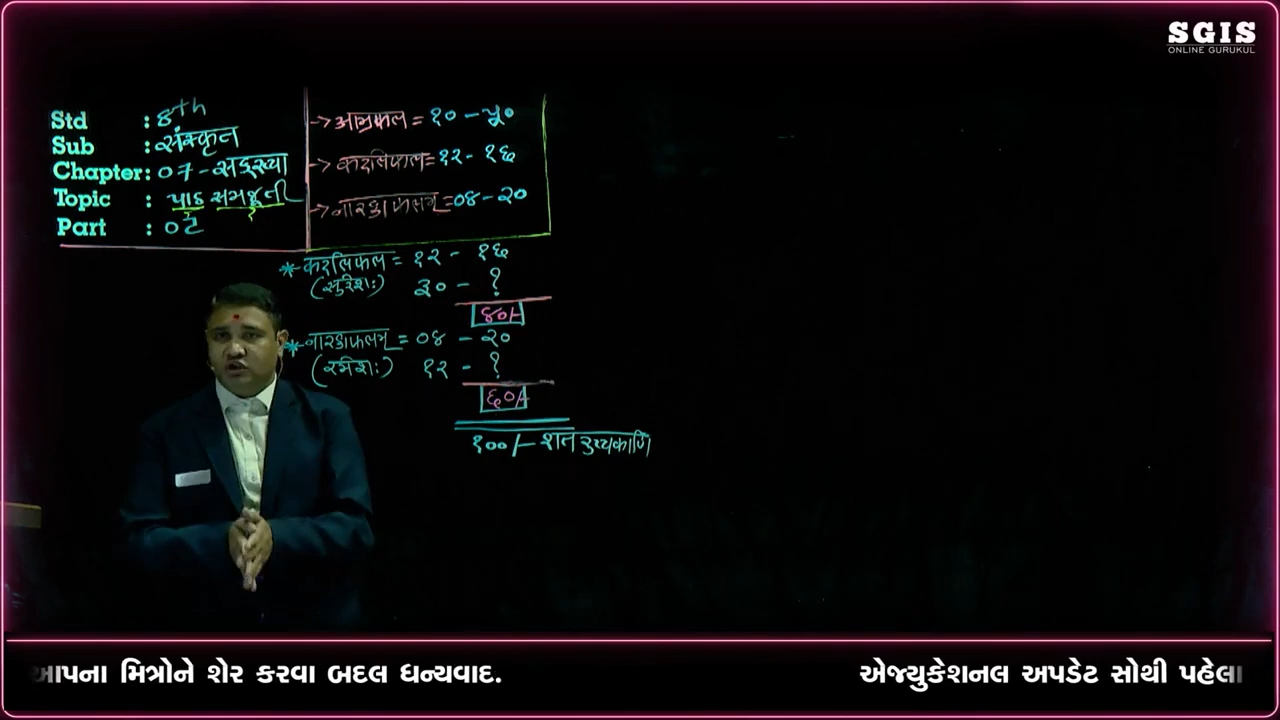 SGIS
ONLINE GURUKUL
Std : 8th
Sub : संस्कृत
Chapter: 07 - सङ्ख्या
Topic : પાઠ સમજૂતી
Part : 02
→ आम्रफल = १० - ५०
→ कदलिफल = १२ - १६
→ नारङ्गफलम् = ०४ - २०
* कदलिफल = १२ - १६
(सुरेशः) ३० - ?
४०/-
* नारङ्गफलम् = ०४ - २०
(रमेशः) १२ - ?
६०/-
१००/- शत रुप्यकाणि
આપના મિત્રોને શેર કરવા બદલ ધન્યવાદ.
એજ્યુકેશનલ અપડેટ સોથી પહેલા